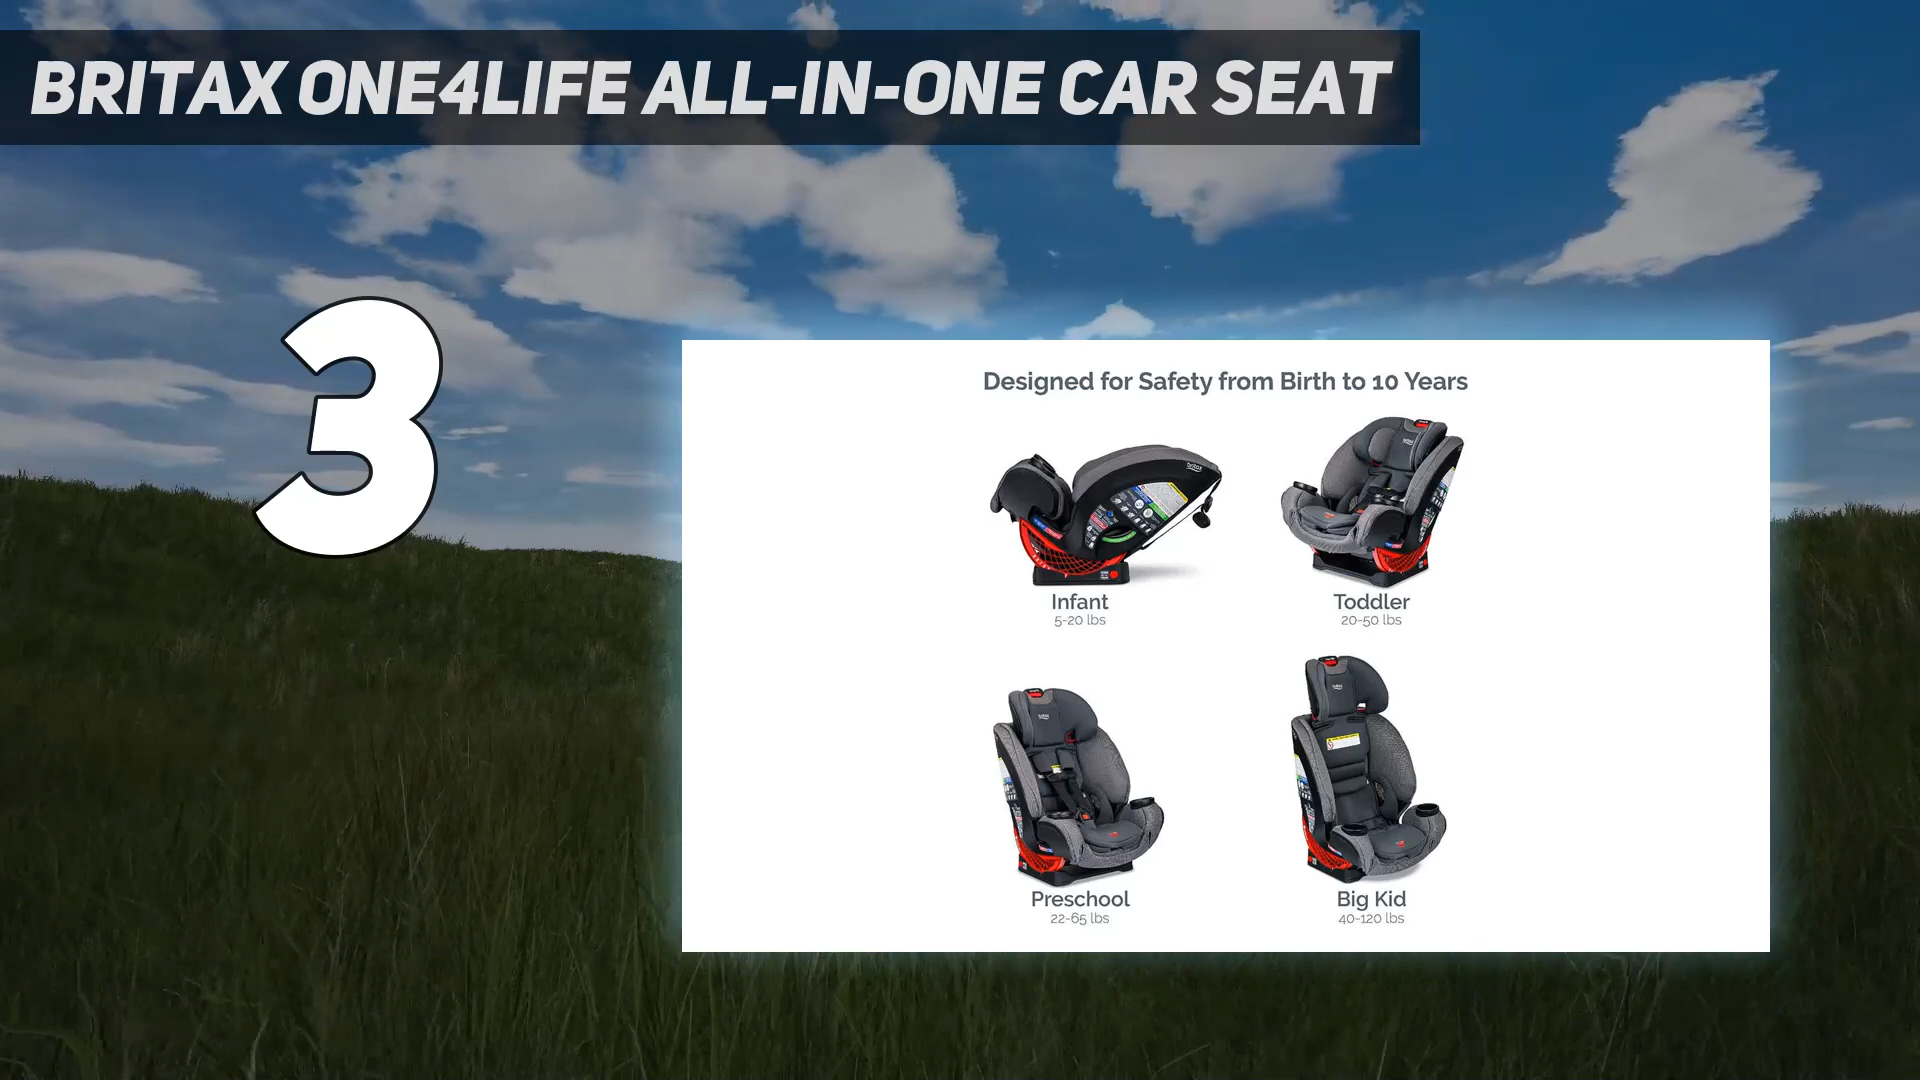 BRITAX ONE4LIFE ALL-IN-ONE CAR SEAT
3
Designed for Safety from Birth to 10 Years
Infant
5-20 lbs
Toddler
20-50 lbs
Preschool
22-65 lbs
Big Kid
40-120 lbs